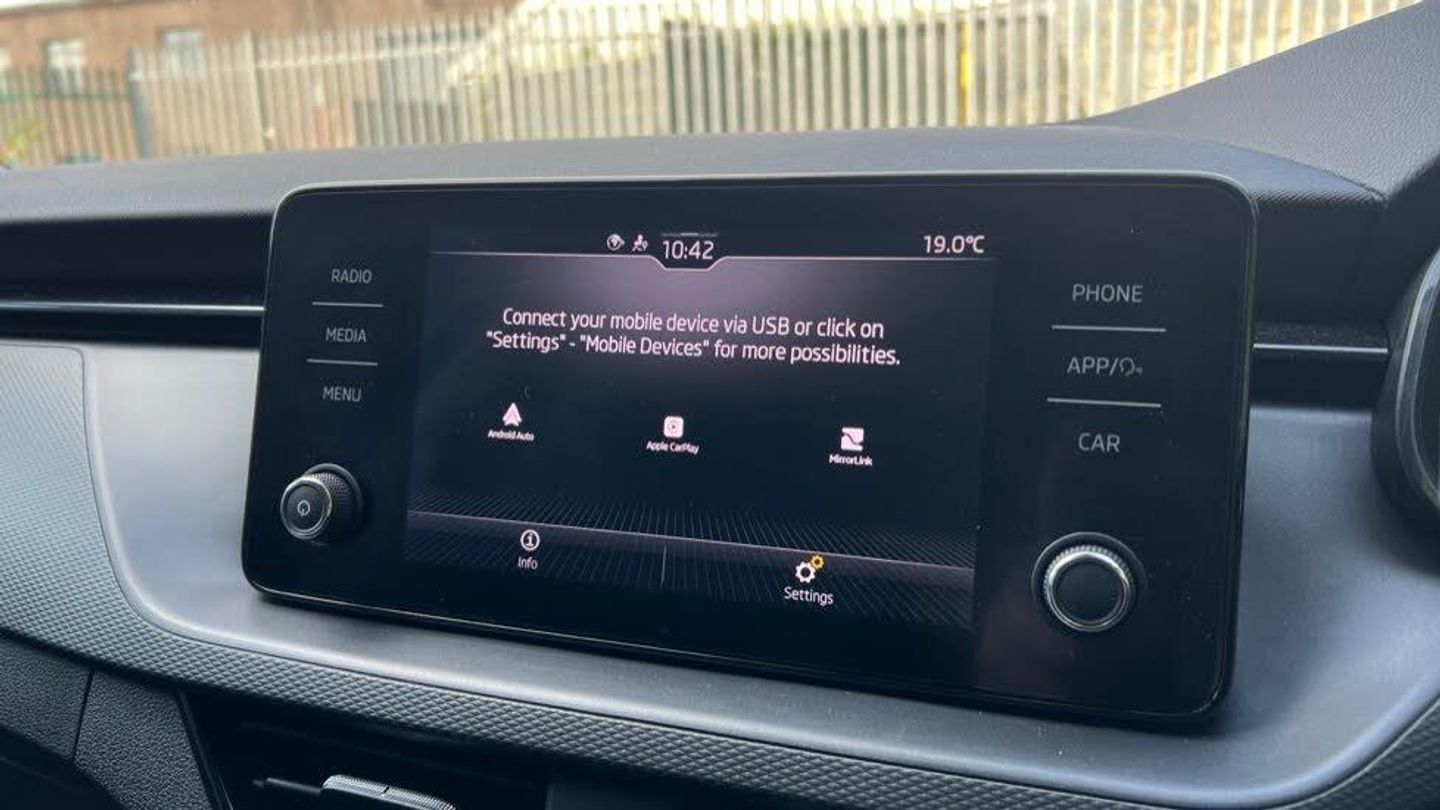 10:42
19.0°C
RADIO
MEDIA
MENU
Connect your mobile device via USB or click on
"Settings" - "Mobile Devices" for more possibilities.
Android Auto
Apple CarPlay
MirrorLink
Info
Settings
PHONE
APP/
CAR